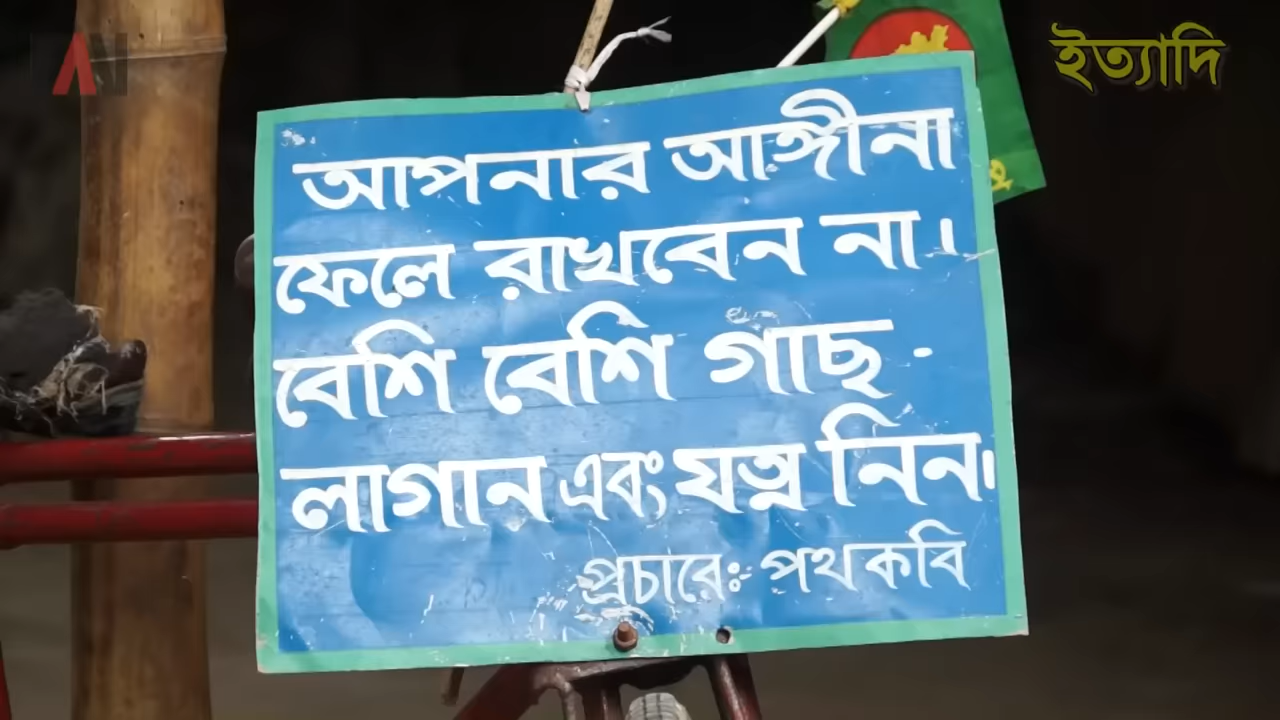 ইত্যাদি
আপনার আঙ্গীনা
ফেলে রাখবেন না।
বেশি বেশি গাছ -
লাগান এবং যত্ন নিন।
প্রচারেঃ- পথকবি